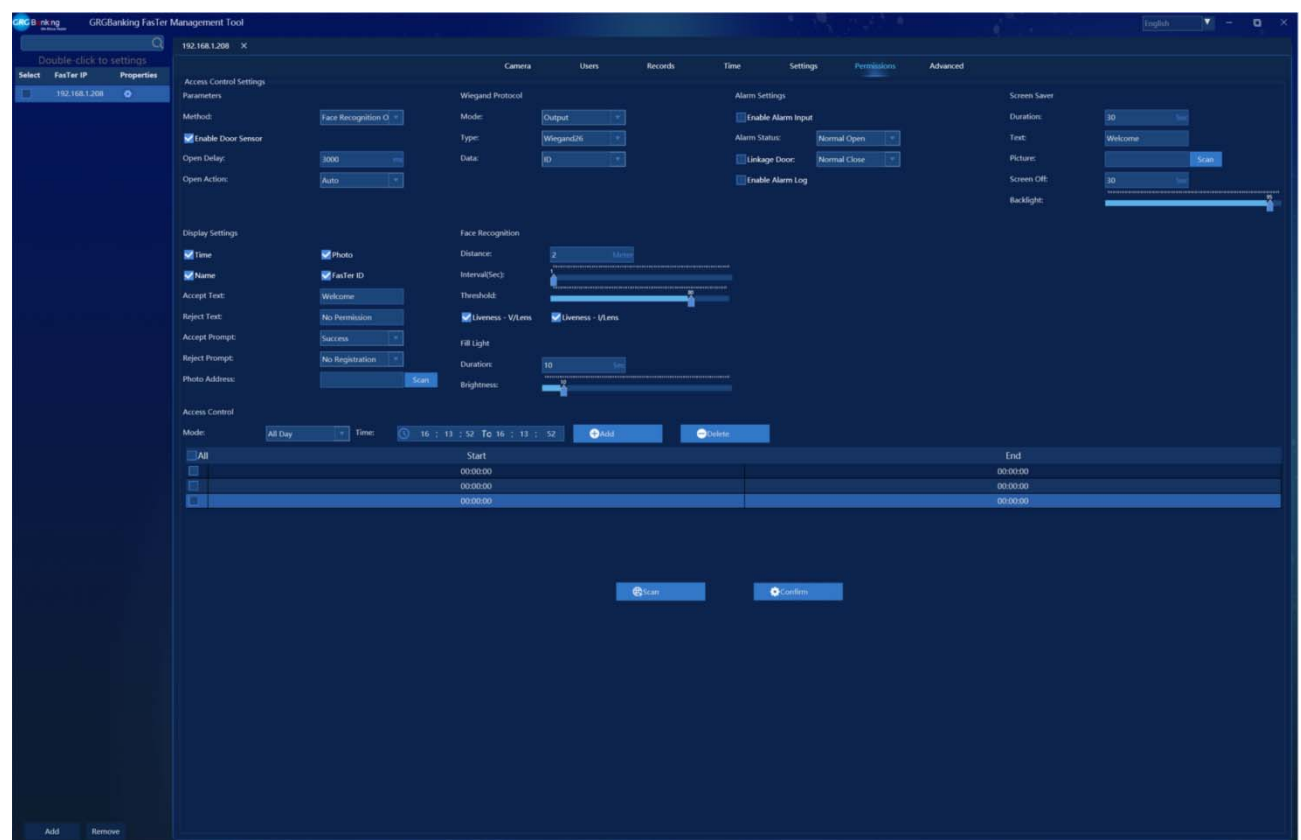 GRGBanking FasTer Management Tool English
192.168.1.208 ×
Double-click to settings
Select FasTer IP Properties
192.168.1.208
Camera Users Records Time Settings Permissions Advanced
Access Control Settings
Parameters Wiegand Protocol Alarm Settings Screen Saver
Method: Face Recognition O Mode: Output Enable Alarm Input Duration: 30 Sec
Enable Door Sensor Type: Wiegand26 Alarm Status: Normal Open Text: Welcome
Open Delay: 3000 ms Data: ID Linkage Door: Normal Close Picture: Scan
Open Action: Auto Enable Alarm Log Screen Off: 30 Sec
Backlight: 95
Display Settings Face Recognition
Time Photo Distance: 2 Meter
Name FasTer ID Interval(Sec): 1
Accept Text: Welcome Threshold:
Reject Text: No Permission Liveness - V/Lens Liveness - I/Lens
Accept Prompt: Success Fill Light
Reject Prompt: No Registration Duration: 10 Sec
Photo Address: Scan Brightness: 10
Access Control
Mode: All Day Time: 16 : 13 : 52 To 16 : 13 : 52 Add Delete
All Start End
00:00:00 00:00:00
00:00:00 00:00:00
00:00:00 00:00:00
Scan Confirm
Add Remove